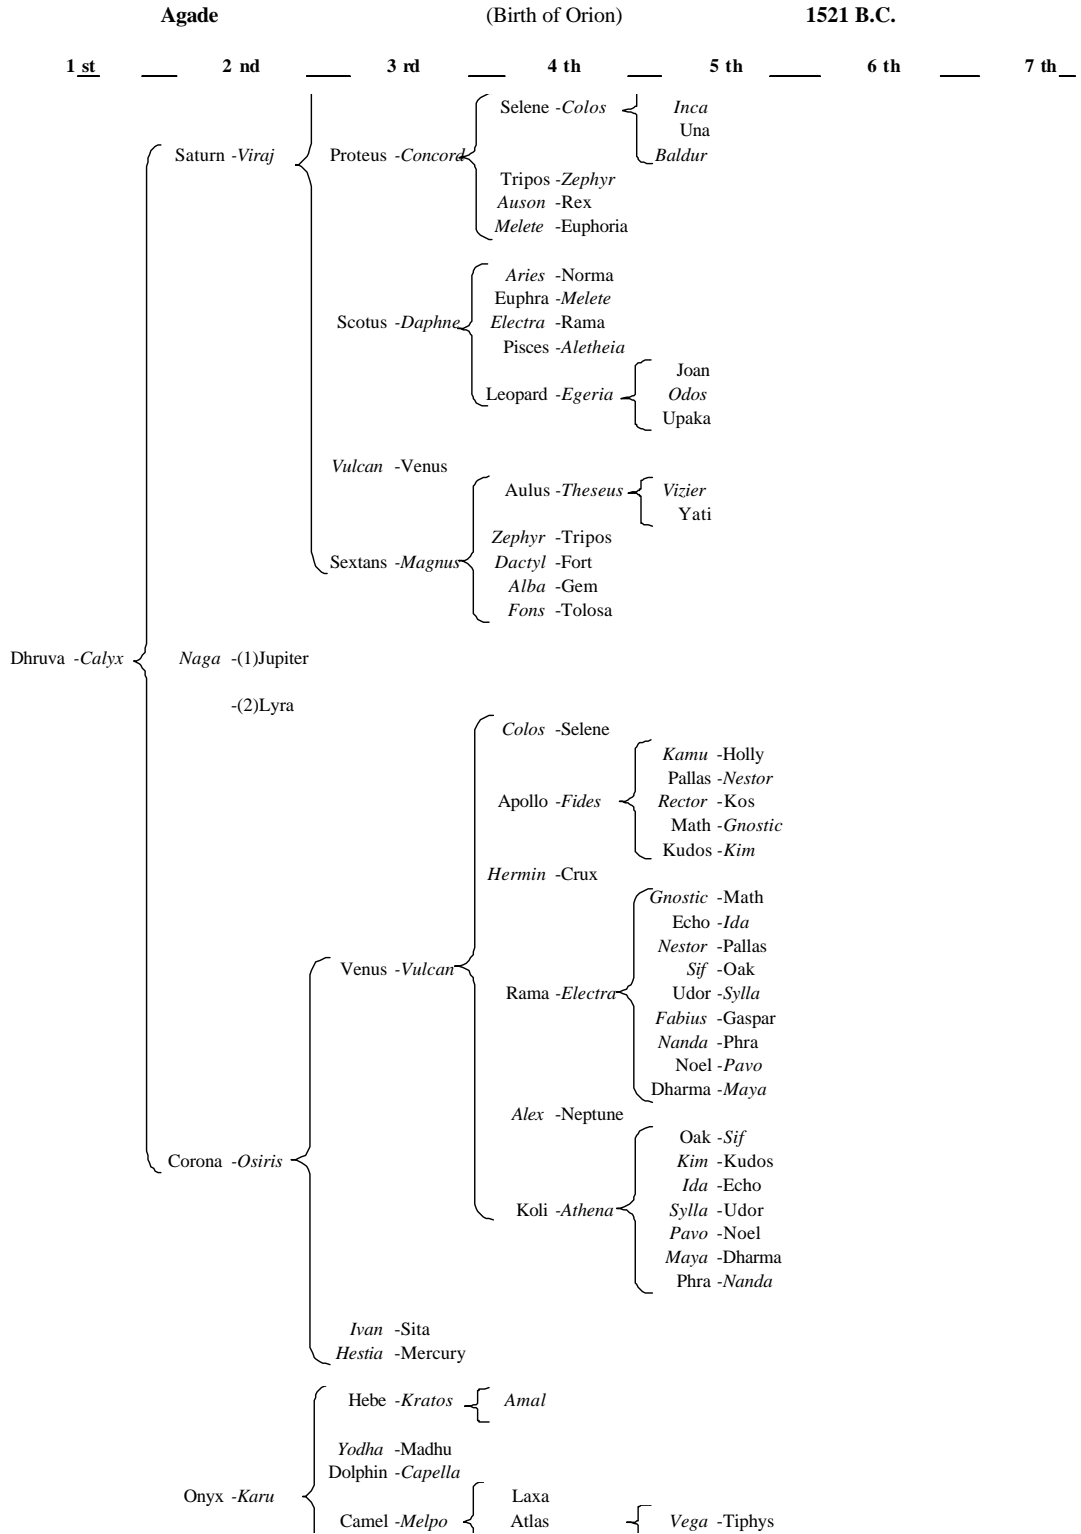 Agade (Birth of Orion) 1521 B.C.
1 st 2 nd 3 rd 4 th 5 th 6 th 7 th
Selene -Colos Inca
Una
Saturn -Viraj Proteus -Concord Baldur
Tripos -Zephyr
Auson -Rex
Melete -Euphoria
Aries -Norma
Euphra -Melete
Scotus -Daphne Electra -Rama
Pisces -Aletheia
Joan
Leopard -Egeria Odos
Upaka
Vulcan -Venus
Aulus -Theseus Vizier
Yati
Zephyr -Tripos
Sextans -Magnus Dactyl -Fort
Alba -Gem
Fons -Tolosa
Dhruva -Calyx Naga -(1)Jupiter
-(2)Lyra
Colos -Selene
Kamu -Holly
Pallas -Nestor
Apollo -Fides Rector -Kos
Math -Gnostic
Kudos -Kim
Hermin -Crux
Gnostic -Math
Echo -Ida
Nestor -Pallas
Venus -Vulcan Sif -Oak
Rama -Electra Udor -Sylla
Fabius -Gaspar
Nanda -Phra
Noel -Pavo
Dharma -Maya
Alex -Neptune
Oak -Sif
Corona -Osiris Kim -Kudos
Ida -Echo
Koli -Athena Sylla -Udor
Pavo -Noel
Maya -Dharma
Phra -Nanda
Ivan -Sita
Hestia -Mercury
Hebe -Kratos Amal
Yodha -Madhu
Dolphin -Capella
Onyx -Karu Laxa
Camel -Melpo Atlas Vega -Tiphys